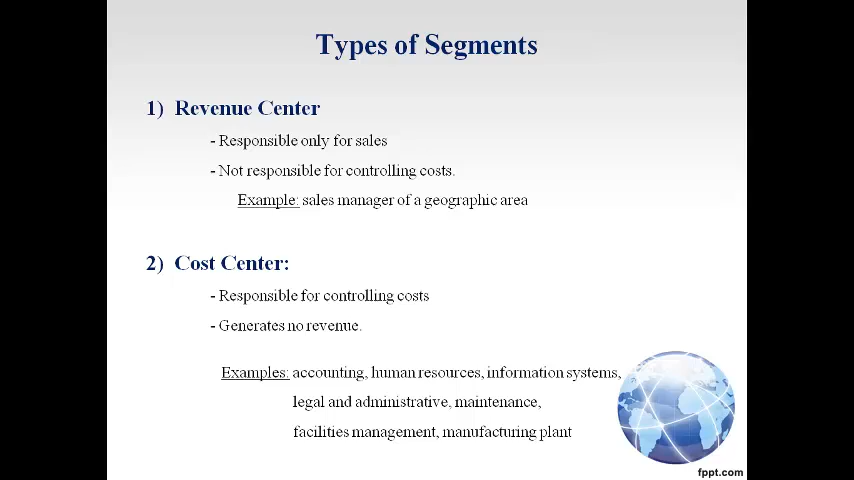 Types of Segments
1) Revenue Center
- Responsible only for sales
- Not responsible for controlling costs.
Example: sales manager of a geographic area
2) Cost Center:
- Responsible for controlling costs
- Generates no revenue.
Examples: accounting, human resources, information systems,
legal and administrative, maintenance,
facilities management, manufacturing plant
fppt.com